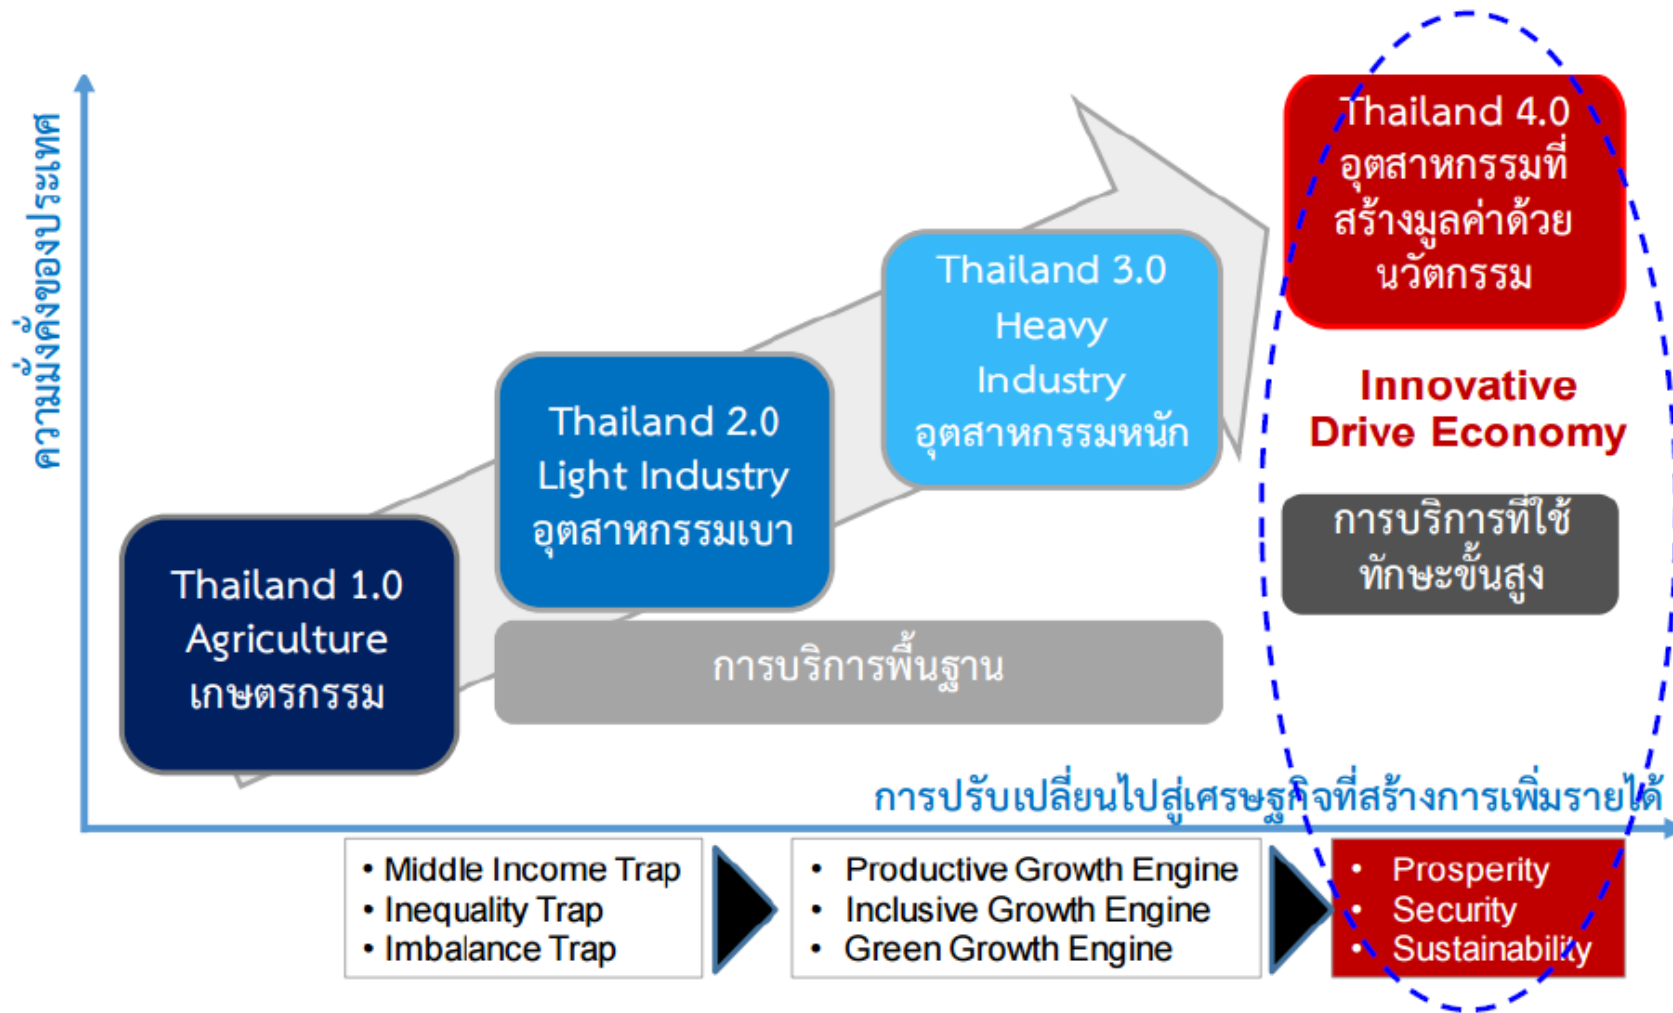 ความมั่งคั่งของประเทศ
Thailand 1.0
Agriculture
เกษตรกรรม
Thailand 2.0
Light Industry
อุตสาหกรรมเบา
Thailand 3.0
Heavy
Industry
อุตสาหกรรมหนัก
Thailand 4.0
อุตสาหกรรมที่
สร้างมูลค่าด้วย
นวัตกรรม
Innovative
Drive Economy
การบริการที่ใช้
ทักษะขั้นสูง
การบริการพื้นฐาน
การปรับเปลี่ยนไปสู่เศรษฐกิจที่สร้างการเพิ่มรายได้
• Middle Income Trap
• Inequality Trap
• Imbalance Trap
• Productive Growth Engine
• Inclusive Growth Engine
• Green Growth Engine
• Prosperity
• Security
• Sustainability